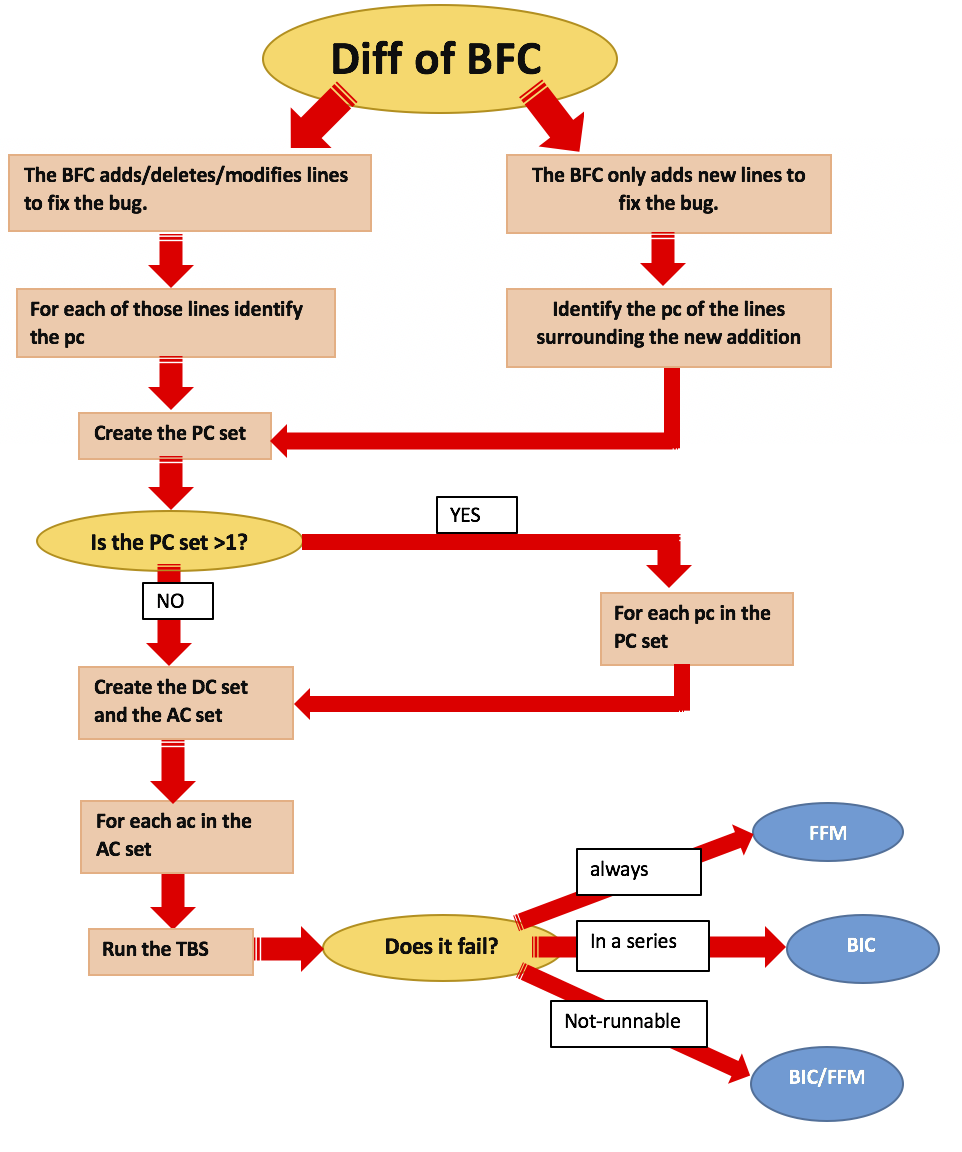 Diff of BFC
The BFC adds/deletes/modifies lines
to fix the bug.
The BFC only adds new lines to
fix the bug.
For each of those lines identify
the pc
Identify the pc of the lines
surrounding the new addition
Create the PC set
YES
Is the PC set >1?
NO
For each pc in the
PC set
Create the DC set
and the AC set
For each ac in the
AC set
Run the TBS
Does it fail?
always
FFM
In a series
BIC
Not-runnable
BIC/FFM